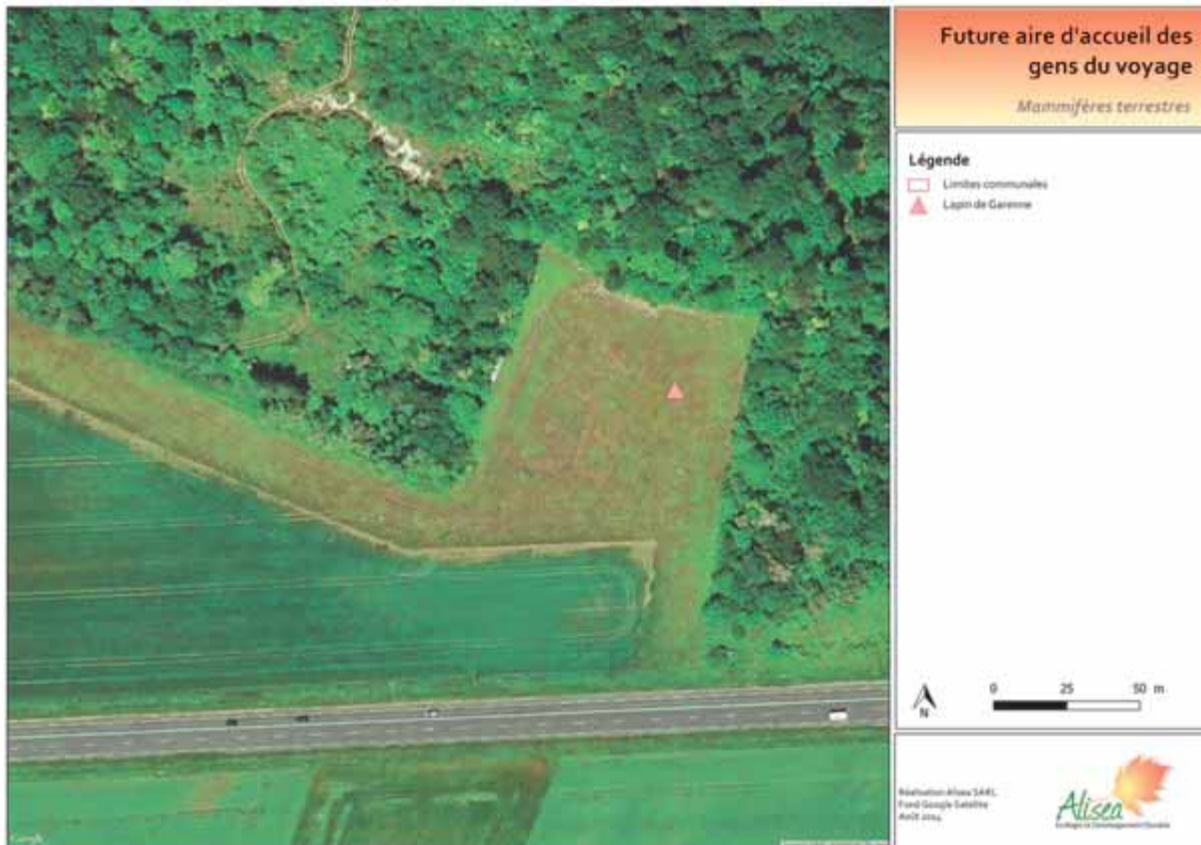 Future aire d'accueil des
gens du voyage
Mammifères terrestres
Légende
Limites communales
Lapin de Garenne
N
0 25 50 m
Réalisation Alisea SARL
Fond Google Satellite
Août 2014
Alisea
Google